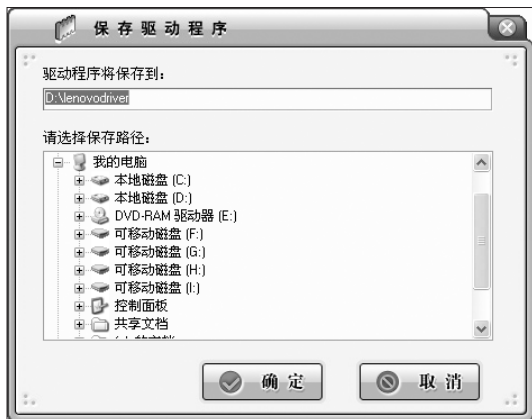 保存驱动程序
驱动程序将保存到:
D:\lenovodriver
请选择保存路径:
我的电脑
本地磁盘 (C:)
本地磁盘 (D:)
DVD-RAM 驱动器 (E:)
可移动磁盘 (F:)
可移动磁盘 (G:)
可移动磁盘 (H:)
可移动磁盘 (I:)
控制面板
共享文档
确定
取消